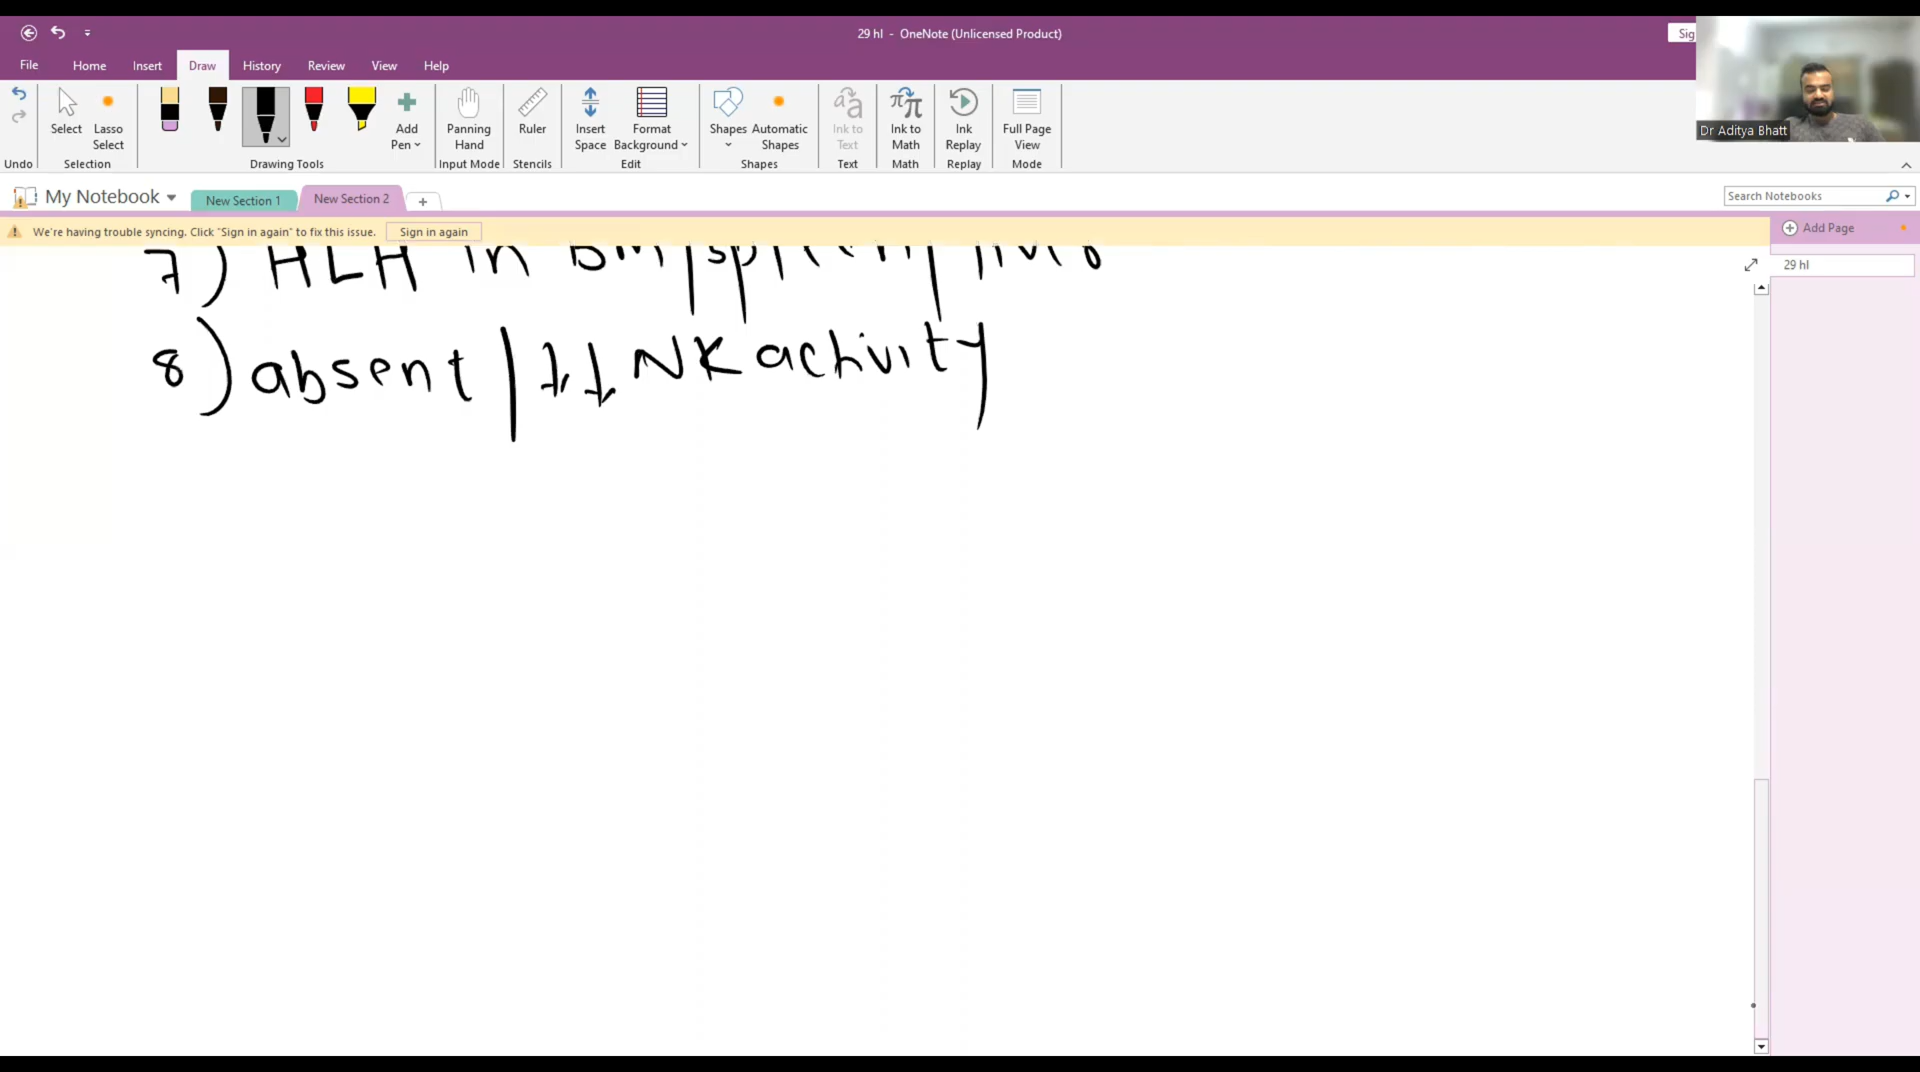 29 hl - OneNote (Unlicensed Product)
Sig
File Home Insert Draw History Review View Help
Undo
Select
Lasso Select
Selection
Drawing Tools
Add Pen
Panning Hand
Input Mode
Ruler
Stencils
Insert Space
Format Background
Edit
Shapes
Automatic Shapes
Shapes
Ink to Text
Text
Ink to Math
Math
Ink Replay
Replay
Full Page View
Mode
Dr Aditya Bhatt
My Notebook New Section 1 New Section 2
Search Notebooks
We're having trouble syncing. Click "Sign in again" to fix this issue. Sign in again
Add Page
29 hl
7) HLH in BM/spleen/
8) absent / ↓↓ NK activity